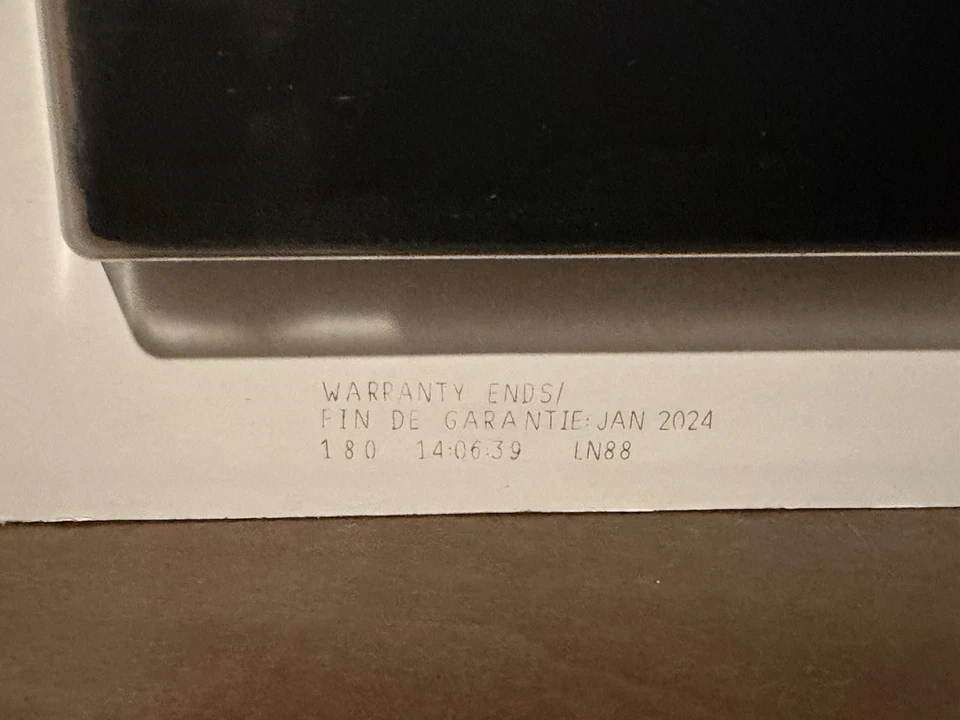 WARRANTY ENDS/
FIN DE GARANTIE: JAN 2024
180 14:06:39 LN88